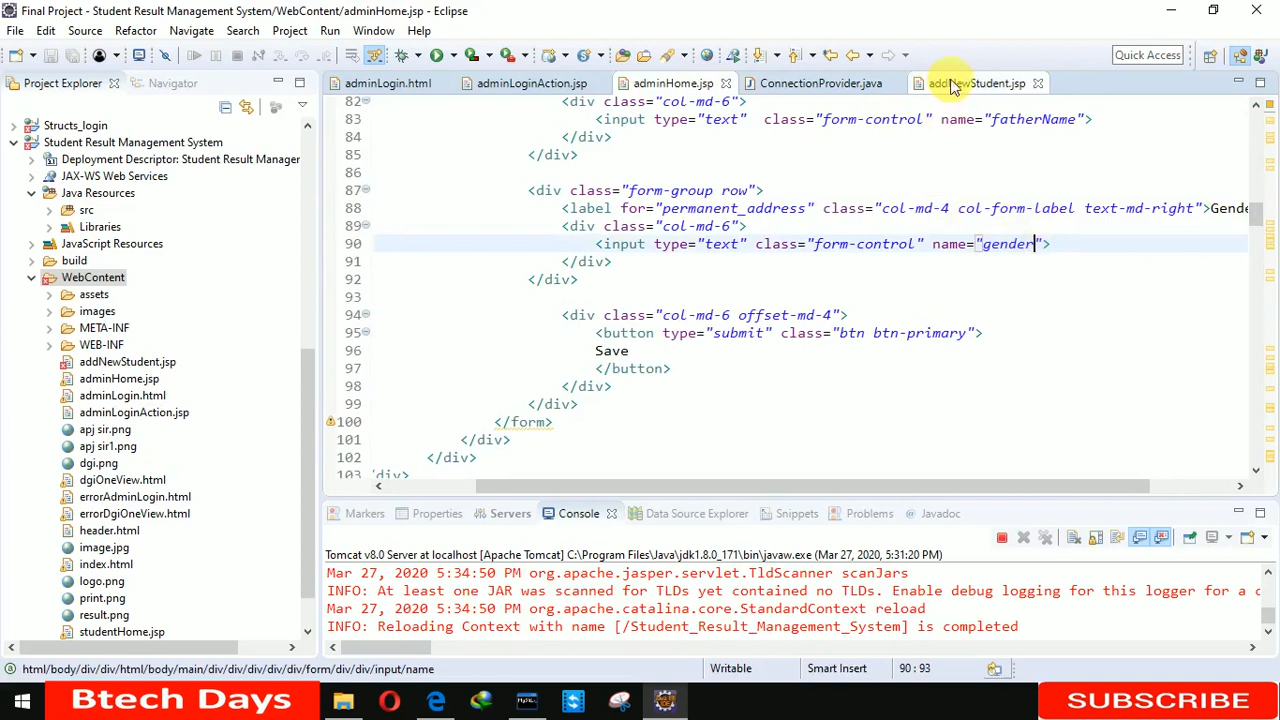 Final Project - Student Result Management System/WebContent/adminHome.jsp - Eclipse
File Edit Source Refactor Navigate Search Project Run Window Help
Quick Access
Project Explorer Navigator
adminLogin.html adminLoginAction.jsp adminHome.jsp ConnectionProvider.java addNewStudent.jsp
Structs_login
Student Result Management System
Deployment Descriptor: Student Result Manager
JAX-WS Web Services
Java Resources
src
Libraries
JavaScript Resources
build
WebContent
assets
images
META-INF
WEB-INF
addNewStudent.jsp
adminHome.jsp
adminLogin.html
adminLoginAction.jsp
apj sir.png
apj sir1.png
dgi.png
dgiOneView.html
errorAdminLogin.html
errorDgiOneView.html
header.html
image.jpg
index.html
logo.png
print.png
result.png
studentHome.jsp
82 <div class="col-md-6">
83 <input type="text" class="form-control" name="fatherName">
84 </div>
85 </div>
86
87 <div class="form-group row">
88 <label for="permanent_address" class="col-md-4 col-form-label text-md-right">Gende
89 <div class="col-md-6">
90 <input type="text" class="form-control" name="gender">
91 </div>
92 </div>
93
94 <div class="col-md-6 offset-md-4">
95 <button type="submit" class="btn btn-primary">
96 Save
97 </button>
98 </div>
99 </div>
100 </form>
101 </div>
102 </div>
103 div>
Markers Properties Servers Console Data Source Explorer Snippets Problems Javadoc
Tomcat v8.0 Server at localhost [Apache Tomcat] C:\Program Files\Java\jdk1.8.0_171\bin\javaw.exe (Mar 27, 2020, 5:31:20 PM)
Mar 27, 2020 5:34:50 PM org.apache.jasper.servlet.TldScanner scanJars
INFO: At least one JAR was scanned for TLDs yet contained no TLDs. Enable debug logging for this logger for a c
Mar 27, 2020 5:34:50 PM org.apache.catalina.core.StandardContext reload
INFO: Reloading Context with name [/Student_Result_Management_System] is completed
html/body/div/div/html/body/main/div/div/div/div/div/form/div/div/input/name Writable Smart Insert 90 : 93
Btech Days
SUBSCRIBE